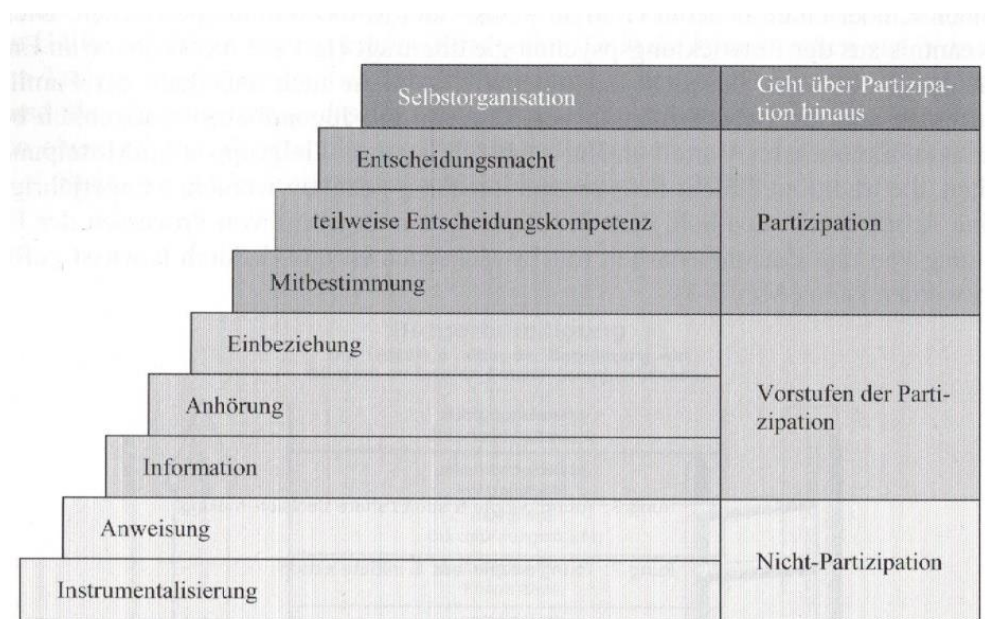 Selbstorganisation
Geht über Partizipa-
tion hinaus
Entscheidungsmacht
teilweise Entscheidungskompetenz
Partizipation
Mitbestimmung
Einbeziehung
Anhörung
Vorstufen der Parti-
zipation
Information
Anweisung
Nicht-Partizipation
Instrumentalisierung